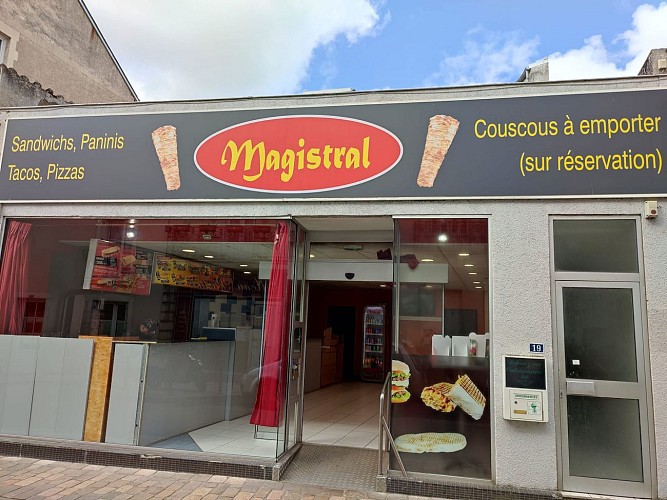 Sandwichs, Paninis
Tacos, Pizzas
Magistral
Couscous à emporter
(sur réservation)
19